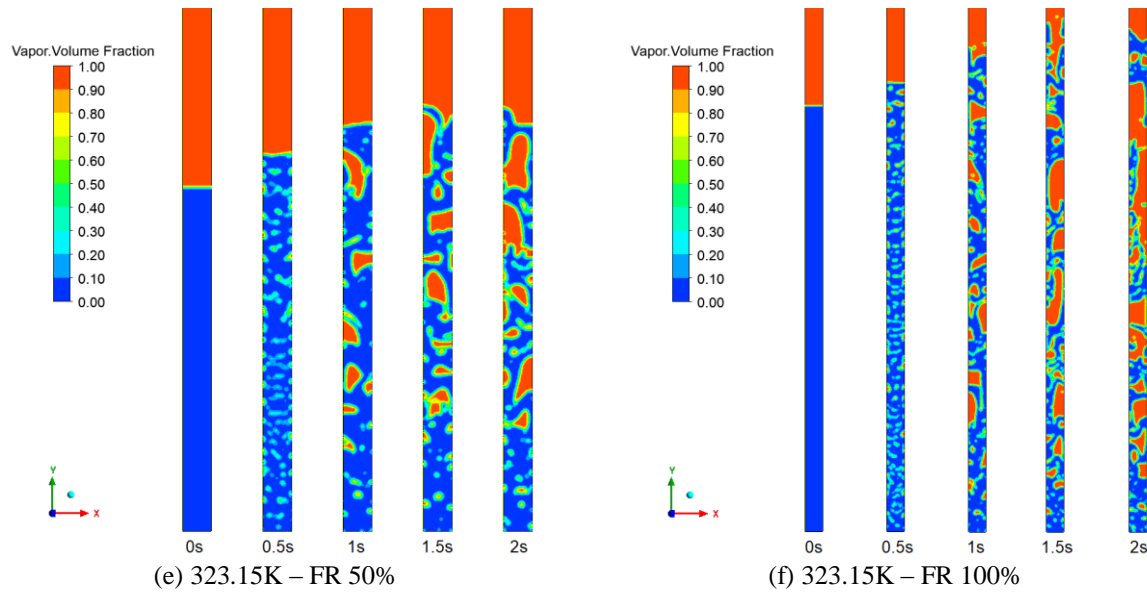 Vapor.Volume Fraction
1.00
0.90
0.80
0.70
0.60
0.50
0.40
0.30
0.20
0.10
0.00
Y
X
0s 0.5s 1s 1.5s 2s
(e) 323.15K – FR 50%
Vapor.Volume Fraction
1.00
0.90
0.80
0.70
0.60
0.50
0.40
0.30
0.20
0.10
0.00
Y
X
0s 0.5s 1s 1.5s 2s
(f) 323.15K – FR 100%